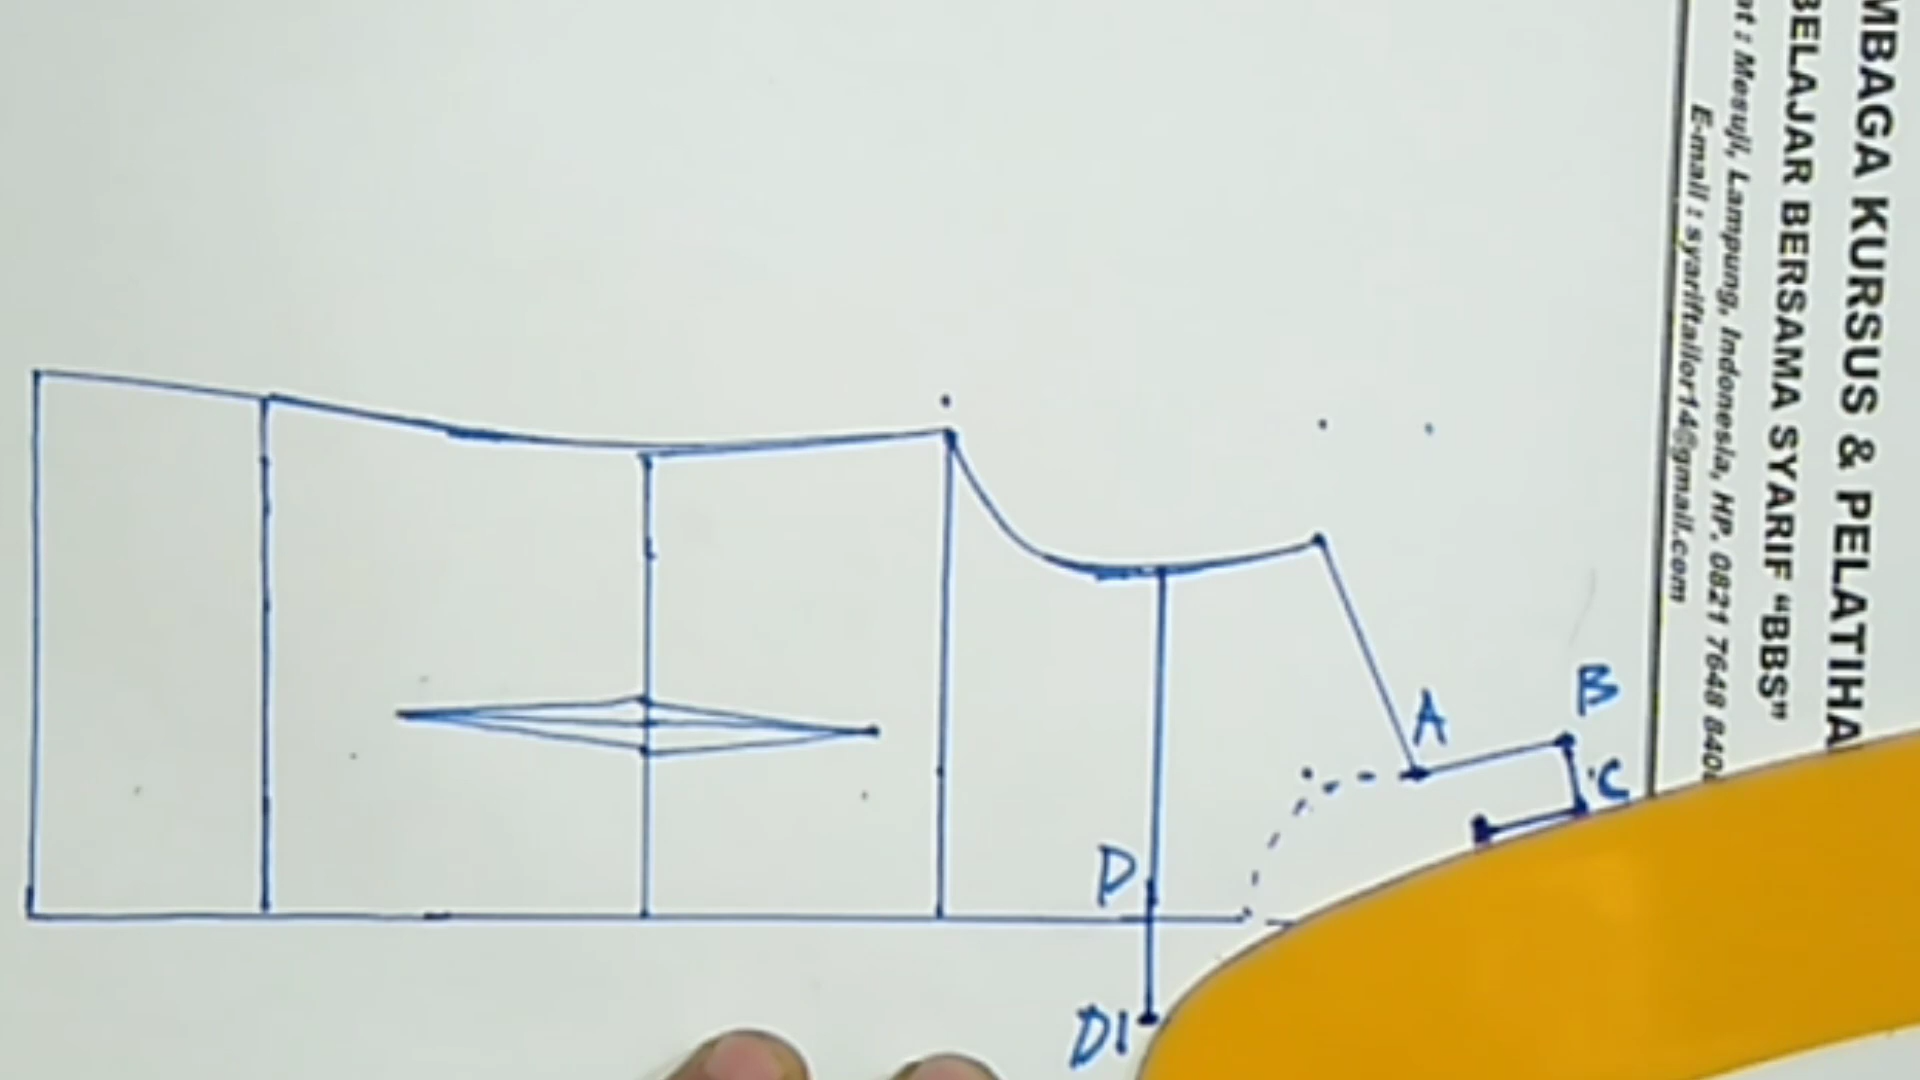 MBAGA KURSUS & PELATIHA
BELAJAR BERSAMA SYARIF “BBS”
at : Mesuji, Lampung, Indonesia, HP. 0821 7648 840
E-mail : syariftailor14@gmail.com
A
B
C
D
D1